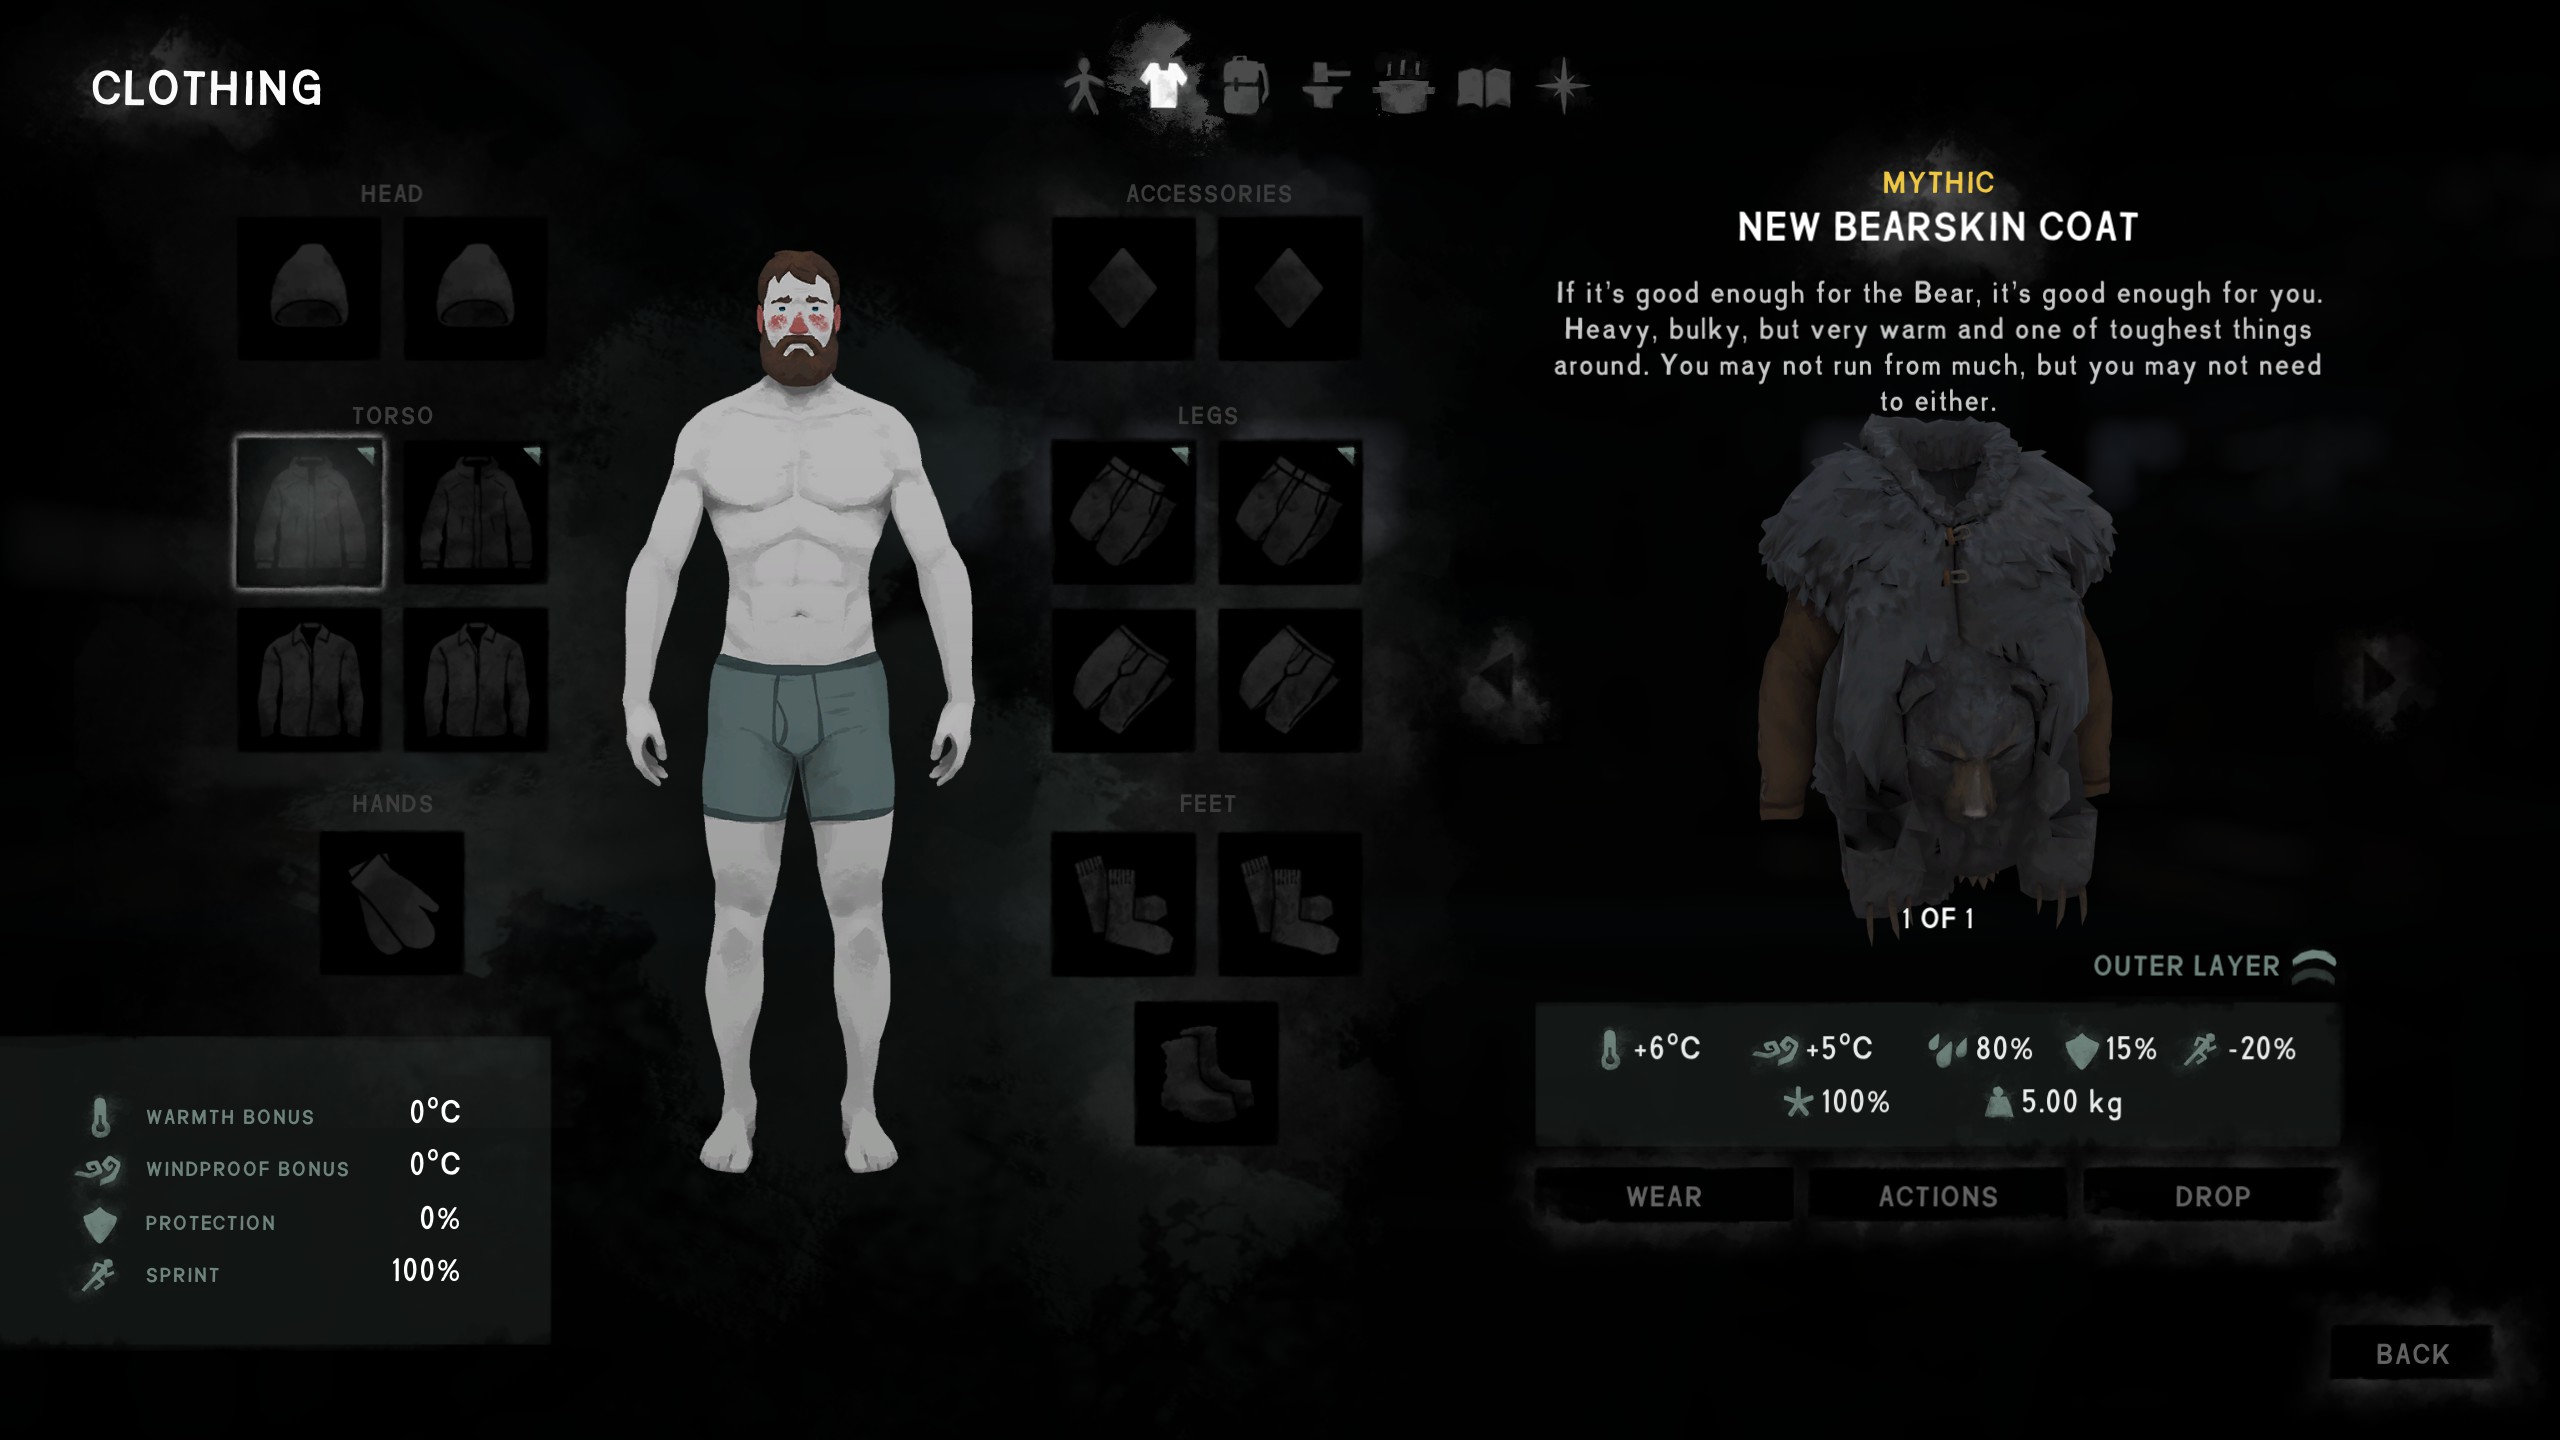 CLOTHING
HEAD
TORSO
HANDS
WARMTH BONUS 0°C
WINDPROOF BONUS 0°C
PROTECTION 0%
SPRINT 100%
ACCESSORIES
LEGS
FEET
MYTHIC
NEW BEARSKIN COAT
If it's good enough for the Bear, it's good enough for you.
Heavy, bulky, but very warm and one of toughest things
around. You may not run from much, but you may not need
to either.
1 OF 1
OUTER LAYER
+6°C +5°C 80% 15% -20%
100% 5.00 kg
WEAR ACTIONS DROP
BACK